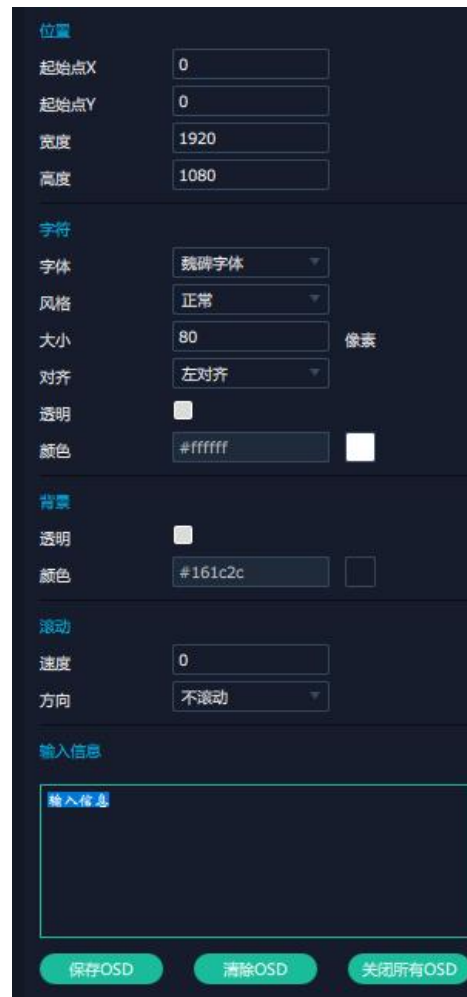 位置
起始点X 0
起始点Y 0
宽度 1920
高度 1080
字符
字体 魏碑字体
风格 正常
大小 80 像素
对齐 左对齐
透明
颜色 #ffffff
背景
透明
颜色 #161c2c
滚动
速度 0
方向 不滚动
输入信息
输入信息
保存OSD 清除OSD 关闭所有OSD